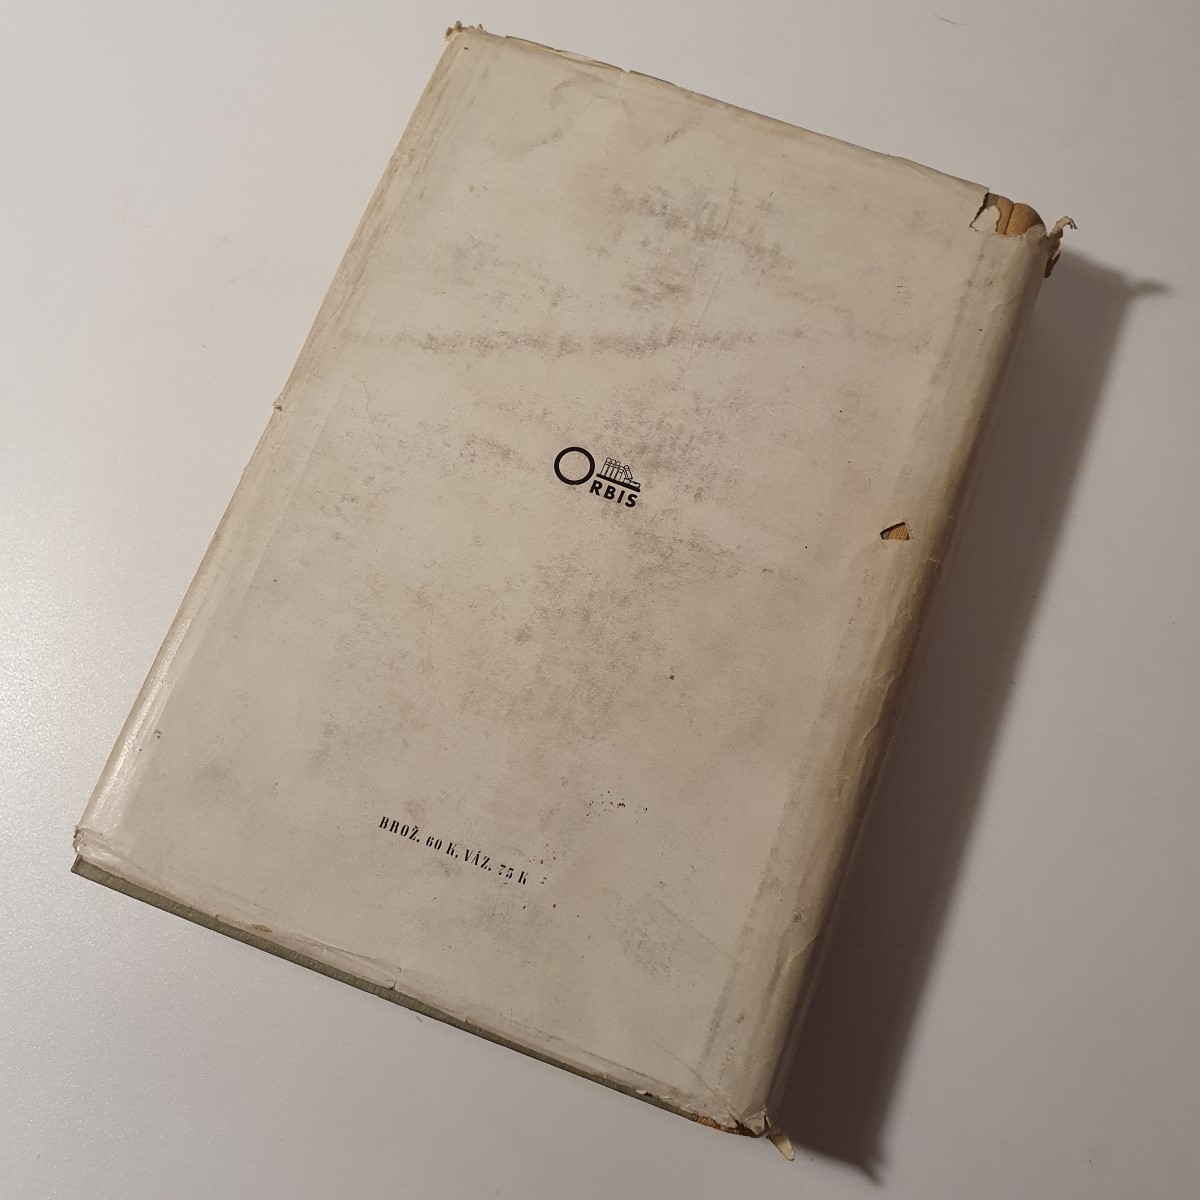 ORBIS
BROŽ. 60 K, VÁZ. 75 K